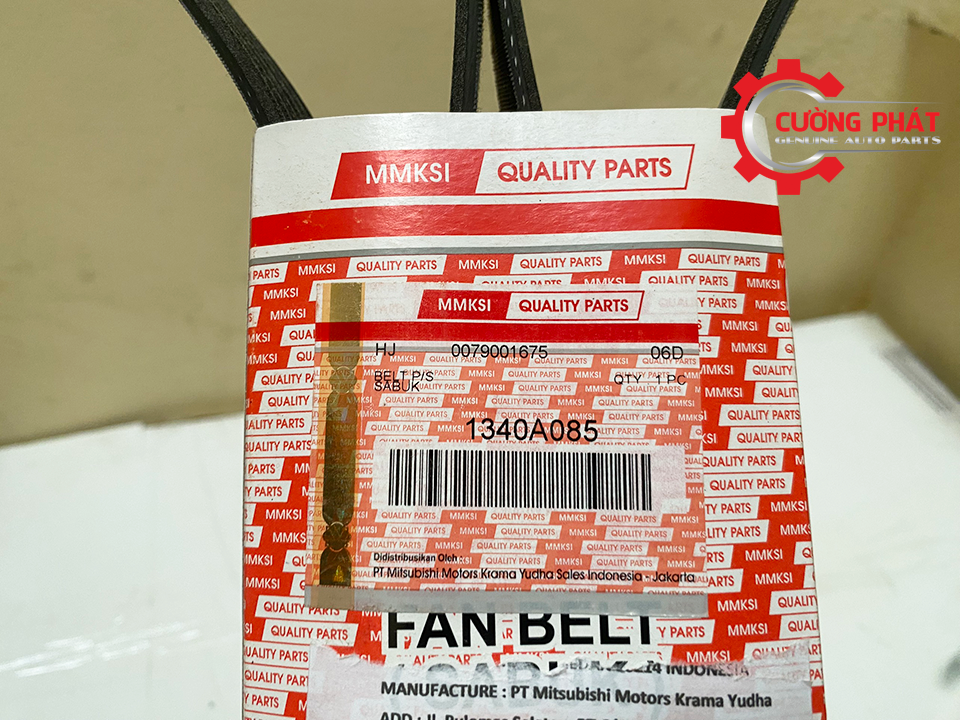 CƯỜNG PHÁT
GENUINE AUTO PARTS
MMKSI QUALITY PARTS
MMKSI QUALITY PARTS
HJ 0079001675 06D
BELT P/S QTY 1 PC
SABUK
1340A085
Didistribusikan Oleh :
PT Mitsubishi Motors Krama Yudha Sales Indonesia - Jakarta
FAN BELT
INDONESIA
MANUFACTURE : PT Mitsubishi Motors Krama Yudha
ADD :